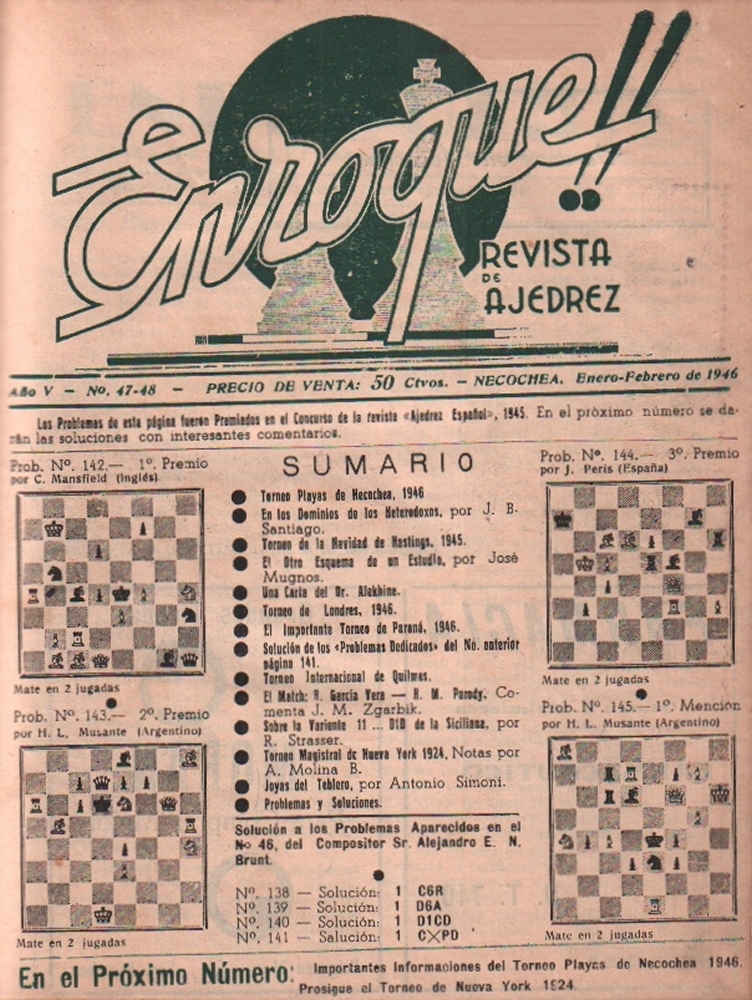 Enroque!!
REVISTA
DE
AJEDREZ
Año V — No. 47-48 — PRECIO DE VENTA: 50 Ctvos. — NECOCHEA. Enero-Febrero de 1946
Los Problemas de esta página fueron Premiados en el Concurso de la revista «Ajedrez Español», 1945. En el próximo número se da-
rán las soluciones con interesantes comentarios.
Prob. Nº. 142.— 1º. Premio
por C. Mansfield (Inglés)
Mate en 2 jugadas
Prob. Nº. 143.— 2º. Premio
por H. L. Musante (Argentino)
Mate en 2 jugadas
SUMARIO
Torneo Playas de Necochea, 1946
En los Dominios de los Heterodoxos, por J. B.
Santiago.
Torneo de la Navidad de Hastings, 1945.
El Otro Esquema de un Estudio, por José
Mugnos.
Una Carta del Dr. Alekhine.
Torneo de Londres, 1946.
El Importante Torneo de Paraná, 1946.
Solución de los «Problemas Dedicados» del No. anterior
página 141.
Torneo Internacional de Quilmes.
El Match: R. García Vera — R. M. Parody. Co-
menta J. M. Zgarbik.
Sobre la Variante 11 ... D1D de la Siciliana, por
R. Strasser.
Torneo Magistral de Nueva York 1924, Notas por
A. Molina B.
Joyas del Tablero, por Antonio Simoni.
Problemas y Soluciones.
Solución a los Problemas Aparecidos en el
No 46, del Compositor Sr. Alejandro E. N.
Brunt.
Nº. 138 — Solución: 1 C6R
Nº. 139 — Solución: 1 D6A
Nº. 140 — Solución: 1 D1CD
Nº. 141 — Salución: 1 C×PD
Prob. Nº. 144.— 3º. Premio
por J. Peris (España)
Mate en 2 jugadas
Prob. Nº. 145.— 1º. Mención
por H. L. Musante (Argentino)
Mate en 2 jugadas
En el Próximo Número: Importantes Informaciones del Torneo Playas de Necochea 1946.
Prosigue el Torneo de Nueva York 1924.